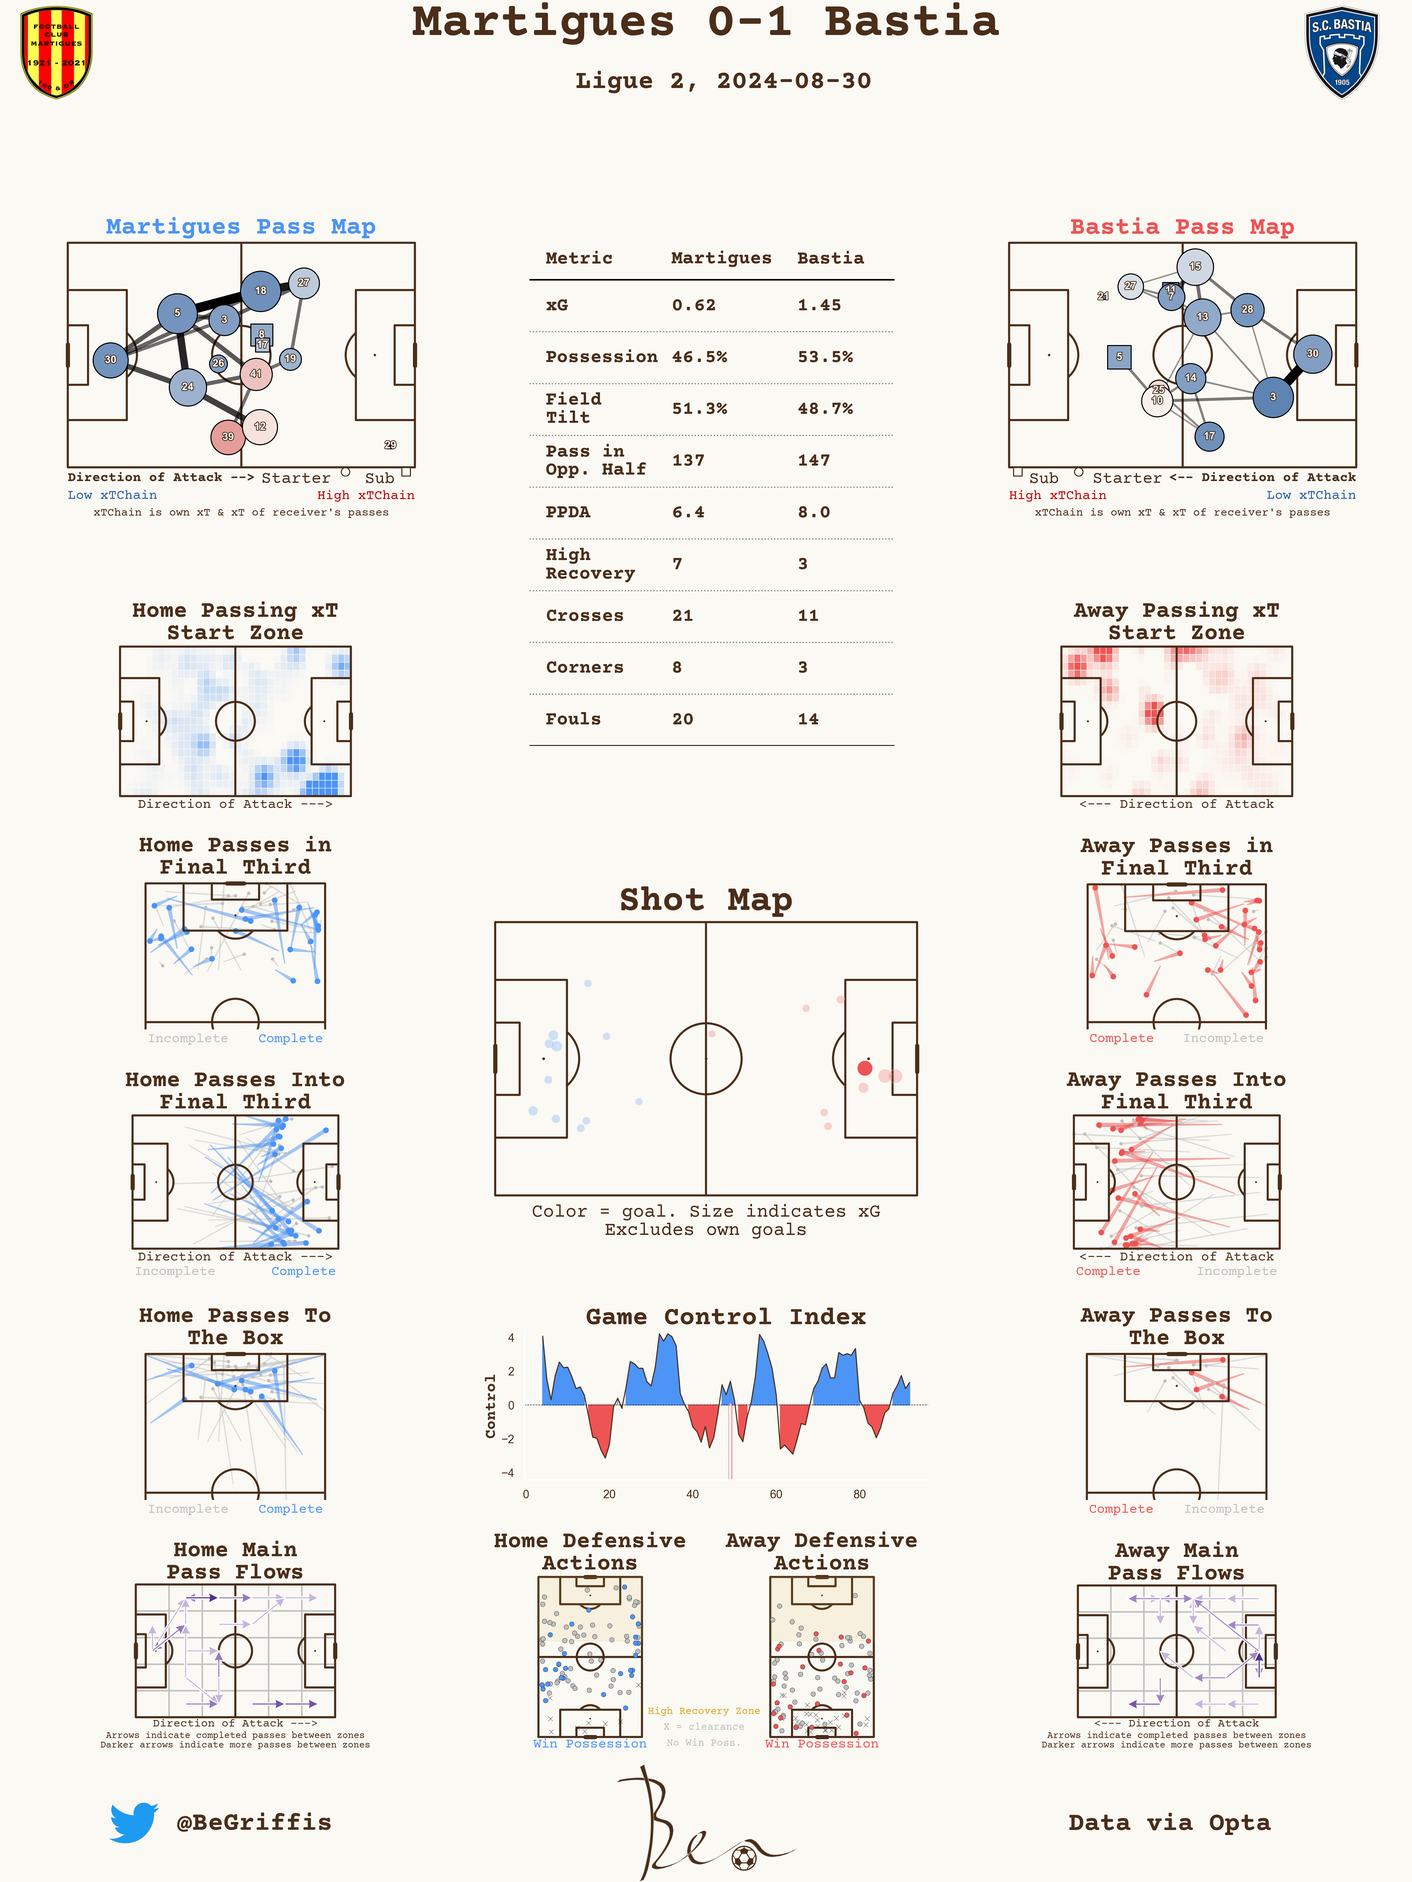 Martigues 0-1 Bastia
Ligue 2, 2024-08-30
FOOTBALL
CLUB
MARTIGUES
1921 - 2021
S.C. BASTIA
1905
Martigues Pass Map
27
18
5
3
8
17
30
26
19
41
24
39
12
29
Direction of Attack --> Starter Sub
Low xTChain High xTChain
xTChain is own xT & xT of receiver's passes
Metric Martigues Bastia
xG 0.62 1.45
Possession 46.5% 53.5%
Field
Tilt 51.3% 48.7%
Pass in
Opp. Half 137 147
PPDA 6.4 8.0
High
Recovery 7 3
Crosses 21 11
Corners 8 3
Fouls 20 14
Bastia Pass Map
15
27
21
11
7
13
28
5
30
14
25
10
3
17
Sub Starter <-- Direction of Attack
High xTChain Low xTChain
xTChain is own xT & xT of receiver's passes
Home Passing xT
Start Zone
Direction of Attack --->
Away Passing xT
Start Zone
<--- Direction of Attack
Home Passes in
Final Third
Incomplete Complete
Away Passes in
Final Third
Complete Incomplete
Shot Map
Color = goal. Size indicates xG
Excludes own goals
Home Passes Into
Final Third
Direction of Attack --->
Incomplete Complete
Away Passes Into
Final Third
<--- Direction of Attack
Complete Incomplete
Game Control Index
Control
4
2
0
−2
−4
0 20 40 60 80
Home Passes To
The Box
Incomplete Complete
Away Passes To
The Box
Complete Incomplete
Home Main
Pass Flows
Direction of Attack --->
Arrows indicate completed passes between zones
Darker arrows indicate more passes between zones
Home Defensive
Actions
Win Possession
Away Defensive
Actions
Win Possession
High Recovery Zone
X = clearance
No Win Poss.
Away Main
Pass Flows
<--- Direction of Attack
Arrows indicate completed passes between zones
Darker arrows indicate more passes between zones
@BeGriffis
Ben
Data via Opta